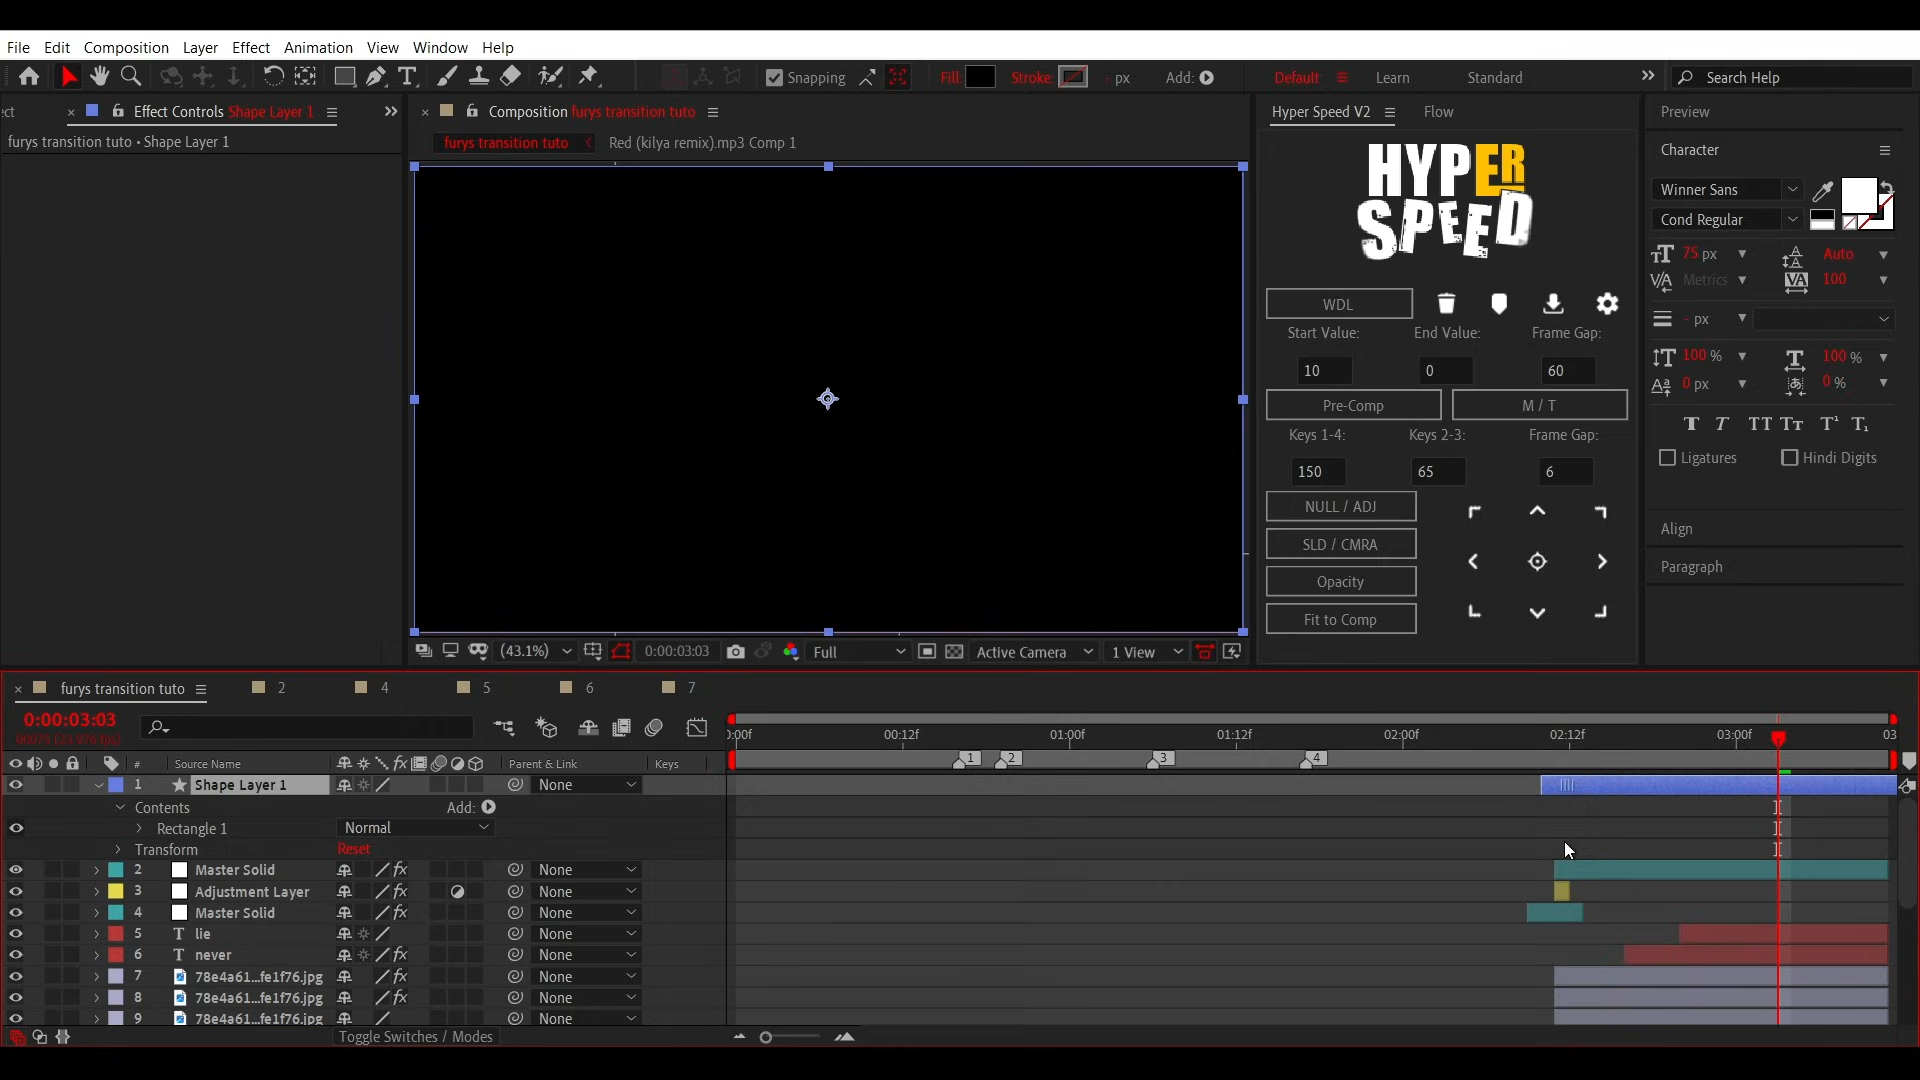 File Edit Composition Layer Effect Animation View Window Help
Snapping Fill: Stroke: - px Add: Default Learn Standard Search Help
ect Effect Controls Shape Layer 1 Composition furys transition tuto Hyper Speed V2 Flow Preview
furys transition tuto • Shape Layer 1 furys transition tuto Red (kilya remix).mp3 Comp 1
Character
HYPER
SPEED
Winner Sans
Cond Regular
75 px Auto
Metrics 100
- px
100 % 100 %
0 px 0 %
T T TT Tт T¹ T₁
Ligatures Hindi Digits
Align
Paragraph
WDL
Start Value: End Value: Frame Gap:
10 0 60
Pre-Comp M / T
Keys 1-4: Keys 2-3: Frame Gap:
150 65 6
NULL / ADJ
SLD / CMRA
Opacity
Fit to Comp
(43.1%) 0:00:03:03 Full Active Camera 1 View
furys transition tuto 2 4 5 6 7
0:00:03:03
00075 (23.976 fps)
0:00f 00:12f 01:00f 01:12f 02:00f 02:12f 03:00f 03
1 2 3 4
# Source Name Parent & Link Keys
1 Shape Layer 1 None
Contents Add:
Rectangle 1 Normal
Transform Reset
2 Master Solid None
3 Adjustment Layer None
4 Master Solid None
5 T lie None
6 T never None
7 78e4a61...fe1f76.jpg None
8 78e4a61...fe1f76.jpg None
9 78e4a61...fe1f76.jpg None
Toggle Switches / Modes